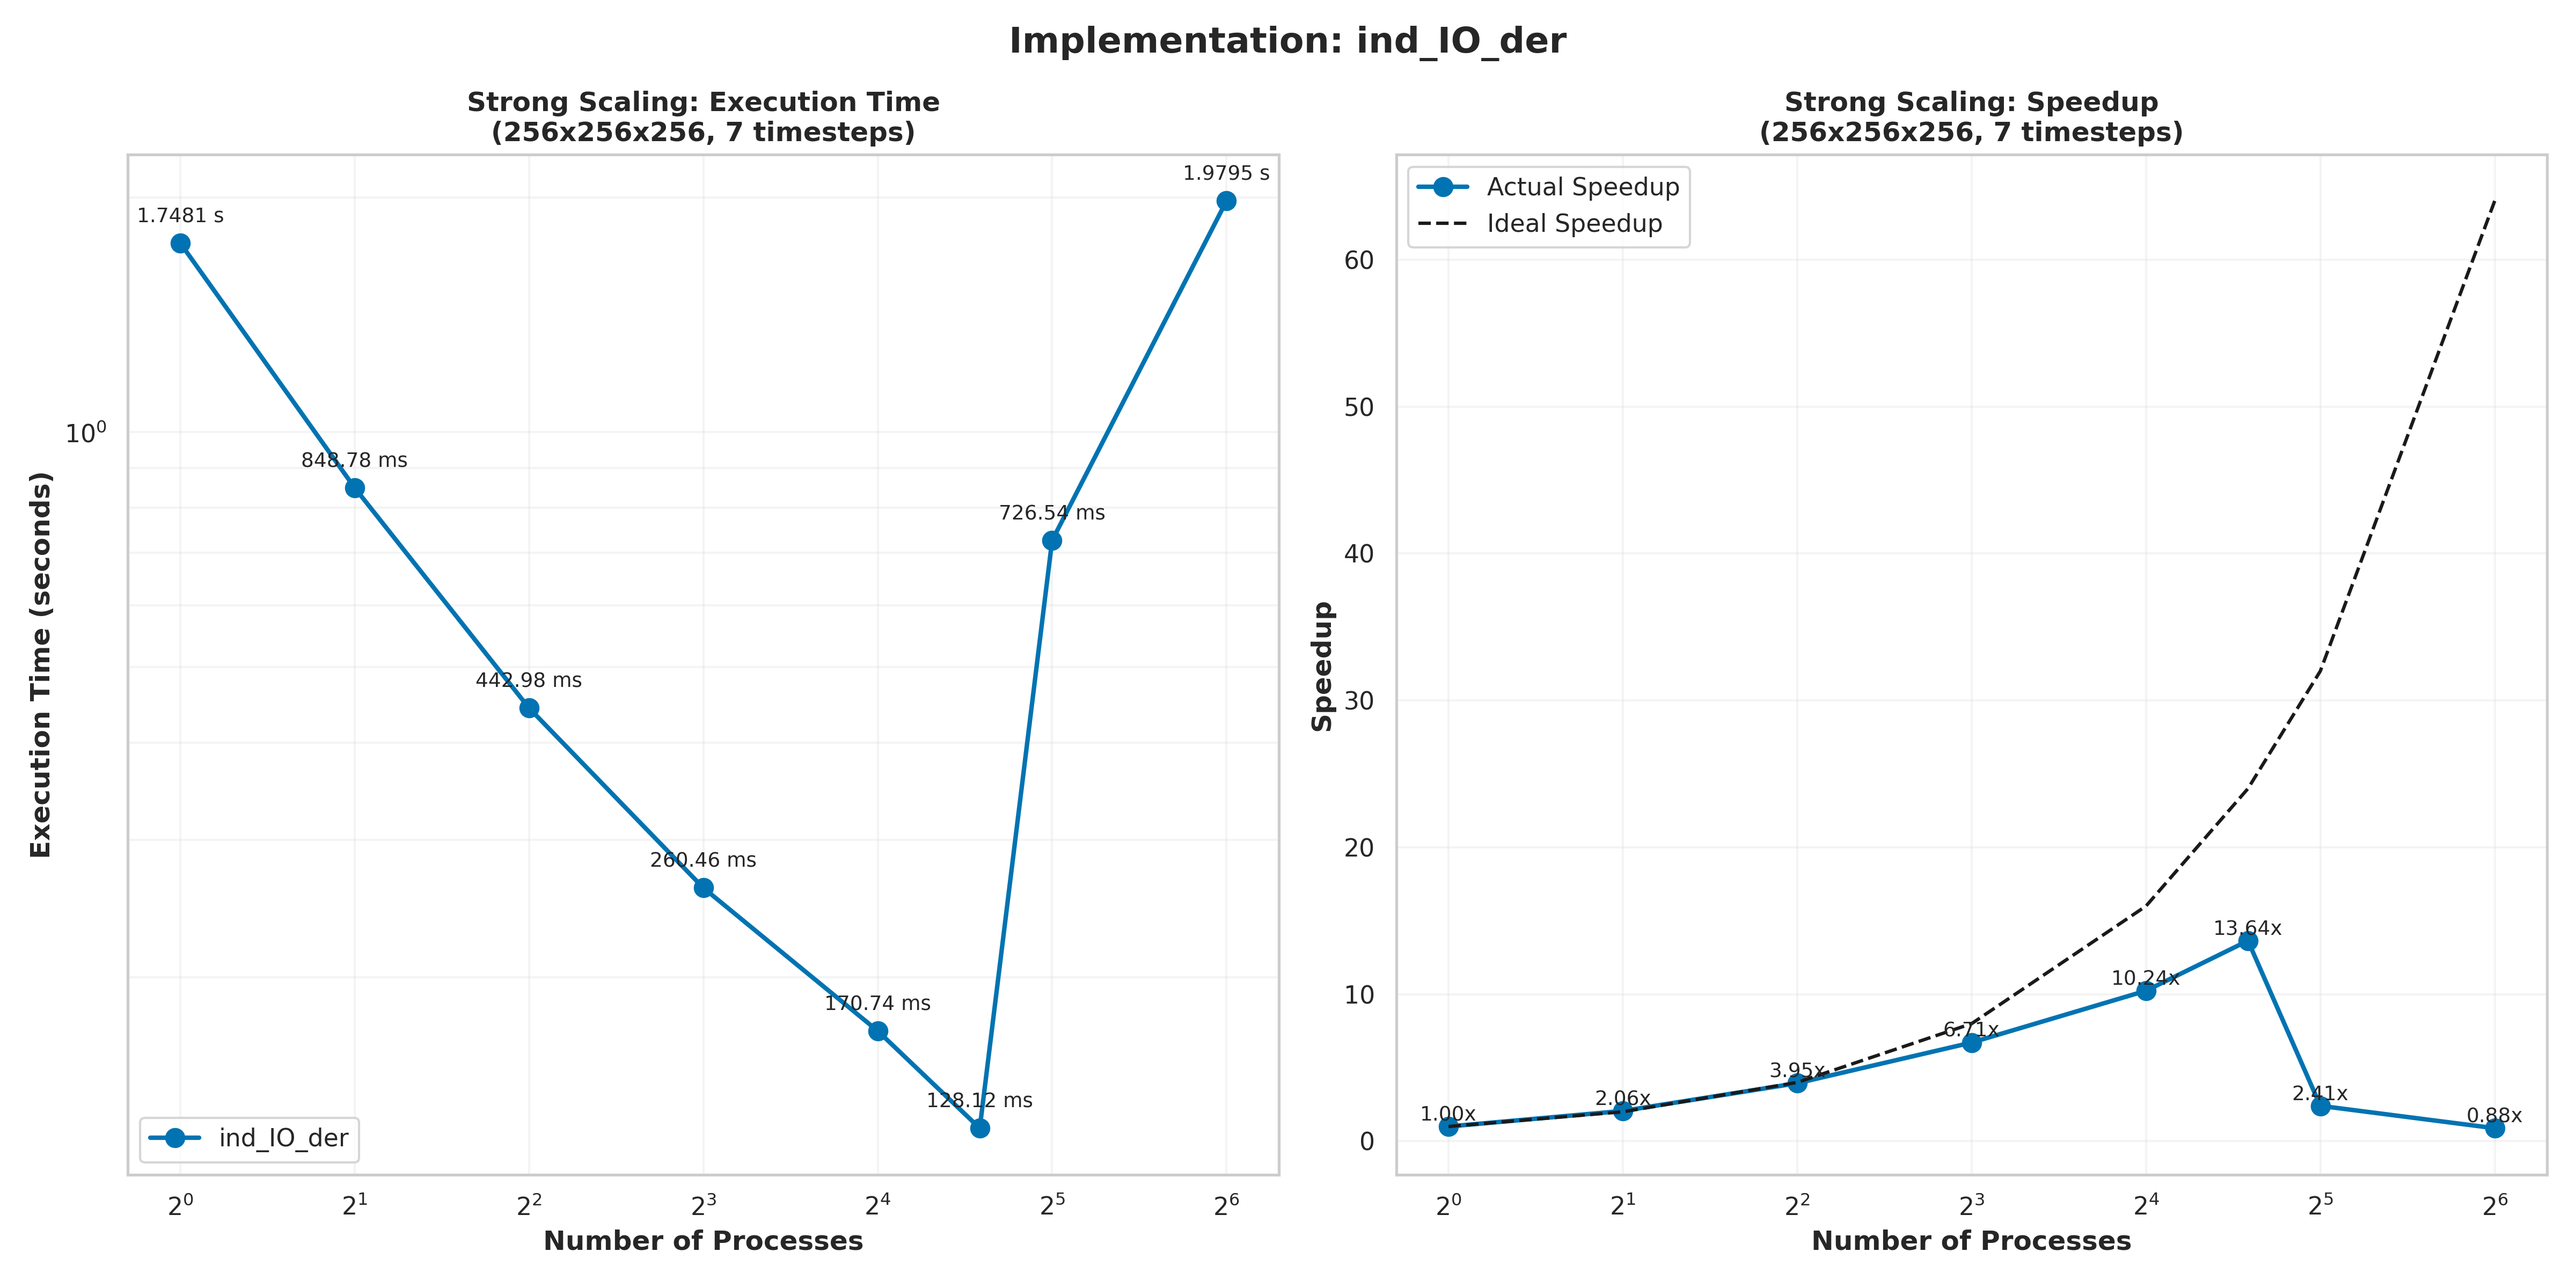 Implementation: ind_IO_der
Strong Scaling: Execution Time
(256x256x256, 7 timesteps)
Execution Time (seconds)
10⁰
1.7481 s
848.78 ms
442.98 ms
260.46 ms
170.74 ms
128.12 ms
726.54 ms
1.9795 s
ind_IO_der
2⁰
2¹
2²
2³
2⁴
2⁵
2⁶
Number of Processes
Strong Scaling: Speedup
(256x256x256, 7 timesteps)
Actual Speedup
Ideal Speedup
Speedup
60
50
40
30
20
10
0
1.00x
2.06x
3.95x
6.71x
10.24x
13.64x
2.41x
0.88x
2⁰
2¹
2²
2³
2⁴
2⁵
2⁶
Number of Processes